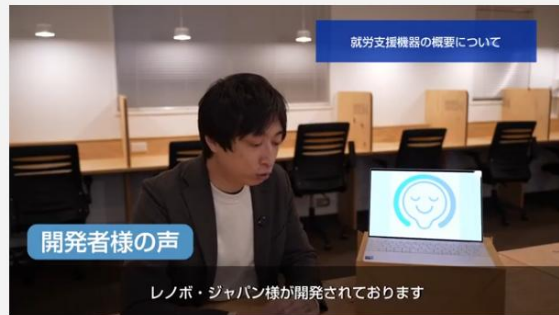 就労支援機器の概要について
開発者様の声
レノボ・ジャパン様が開発されております